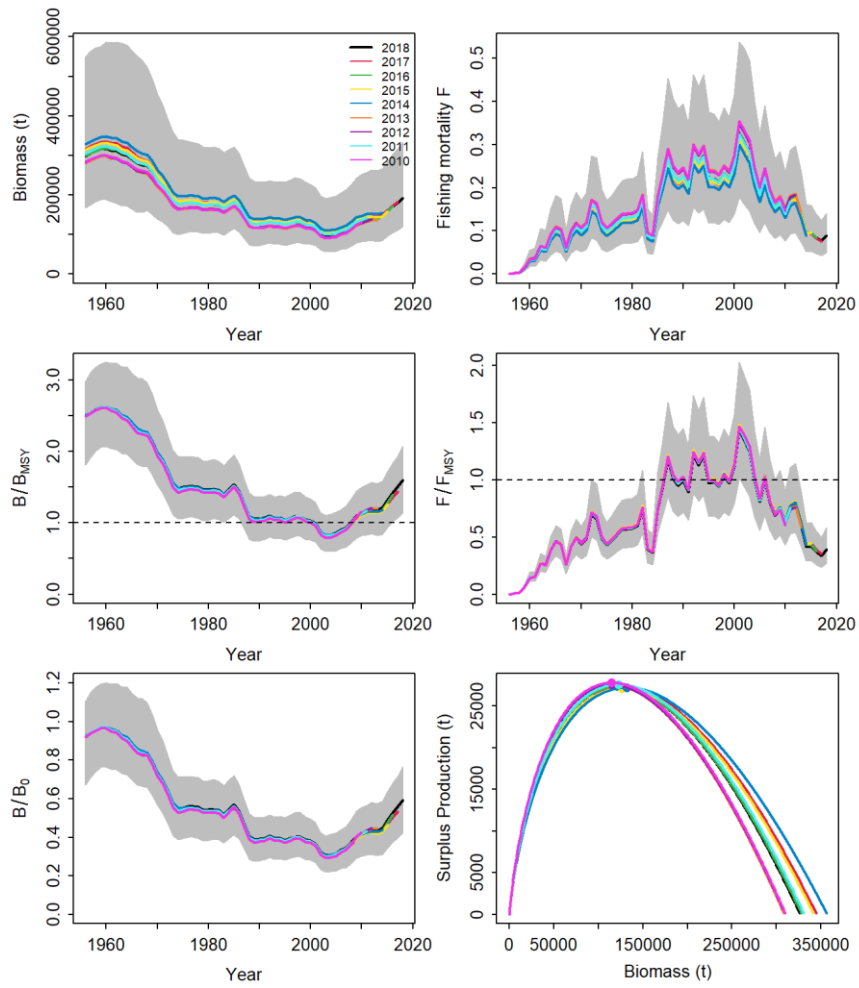 Biomass (t)
0
200000
400000
600000
2018
2017
2016
2015
2014
2013
2012
2011
2010
1960 1980 2000 2020
Year
Fishing mortality F
0.0 0.1 0.2 0.3 0.4 0.5
1960 1980 2000 2020
Year
B/B_MSY
0.0 1.0 2.0 3.0
1960 1980 2000 2020
Year
F/F_MSY
0.0 0.5 1.0 1.5 2.0
1960 1980 2000 2020
Year
B/B_0
0.0 0.2 0.4 0.6 0.8 1.0 1.2
1960 1980 2000 2020
Year
Surplus Production (t)
0 5000 15000 25000
0 50000 150000 250000 350000
Biomass (t)